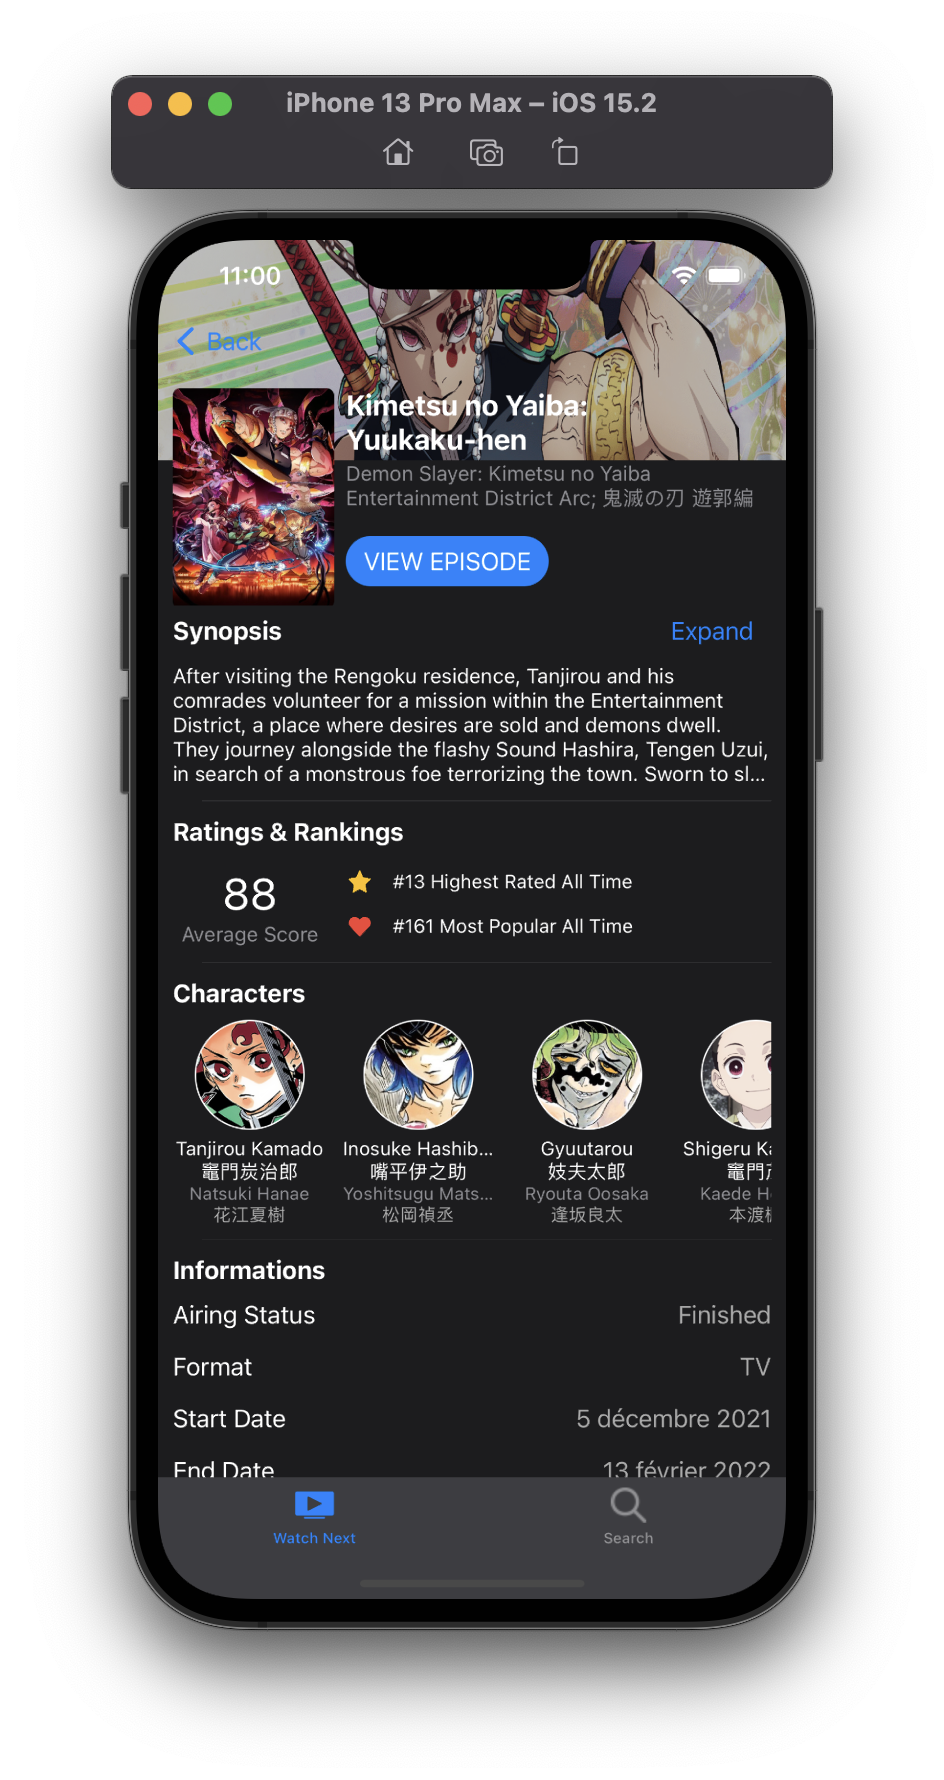 iPhone 13 Pro Max – iOS 15.2
11:00
Back
Kimetsu no Yaiba:
Yuukaku-hen
Demon Slayer: Kimetsu no Yaiba
Entertainment District Arc; 鬼滅の刃 遊郭編
VIEW EPISODE
Synopsis
Expand
After visiting the Rengoku residence, Tanjirou and his
comrades volunteer for a mission within the Entertainment
District, a place where desires are sold and demons dwell.
They journey alongside the flashy Sound Hashira, Tengen Uzui,
in search of a monstrous foe terrorizing the town. Sworn to sl...
Ratings & Rankings
88
Average Score
#13 Highest Rated All Time
#161 Most Popular All Time
Characters
Tanjirou Kamado
竈門炭治郎
Natsuki Hanae
花江夏樹
Inosuke Hashib...
嘴平伊之助
Yoshitsugu Mats...
松岡禎丞
Gyuutarou
妓夫太郎
Ryouta Oosaka
逢坂良太
Shigeru
竈門
Kaede
本渡
Informations
Airing Status
Finished
Format
TV
Start Date
5 décembre 2021
End Date
13 février 2022
Watch Next
Search